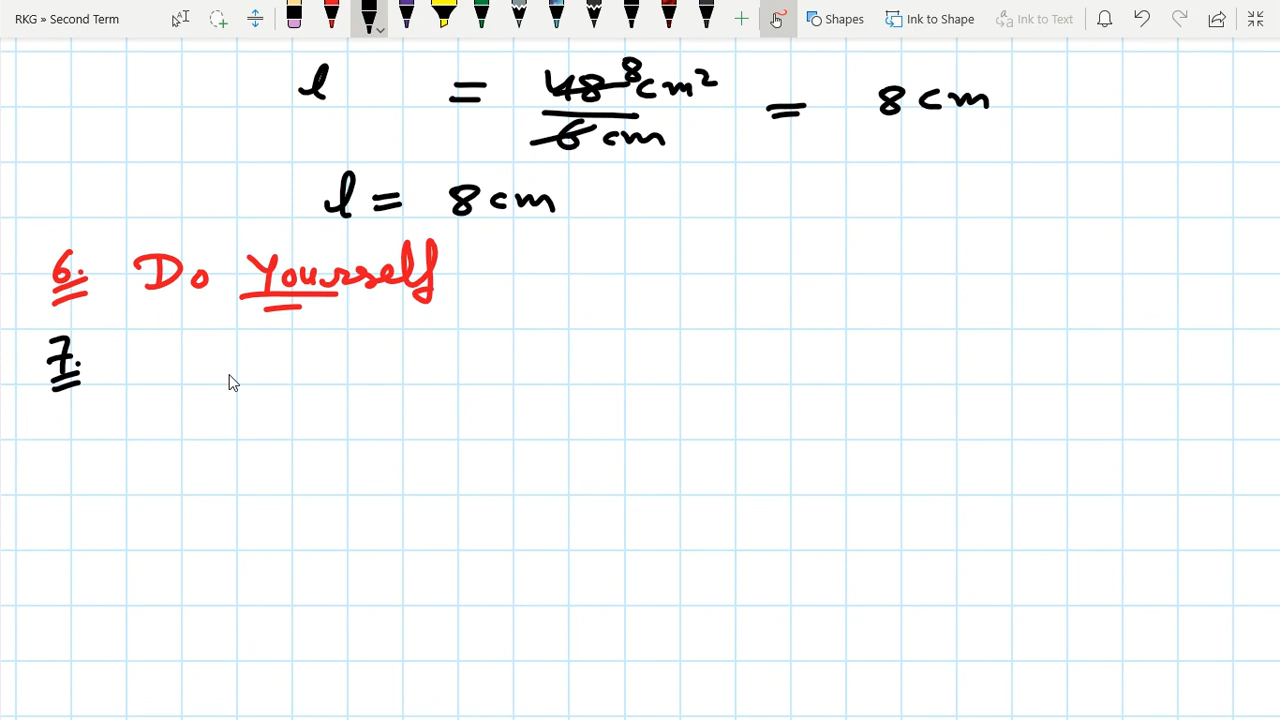 RKG » Second Term
Shapes
Ink to Shape
Ink to Text
l = 48 8 cm² / 6 cm = 8 cm
l = 8 cm
6. Do Yourself
7.